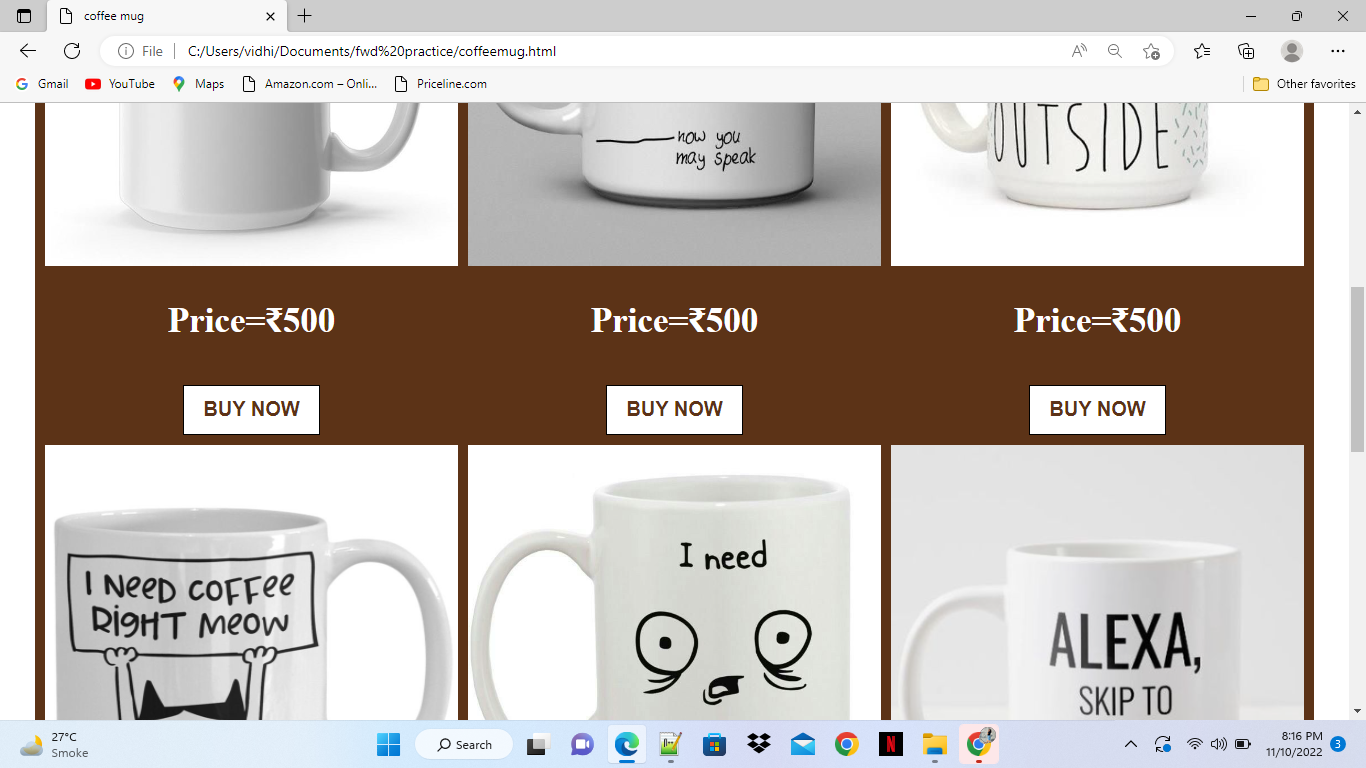 coffee mug
File
C:/Users/vidhi/Documents/fwd%20practice/coffeemug.html
Gmail
YouTube
Maps
Amazon.com – Onli...
Priceline.com
Other favorites
now you
may speak
OUTSIDE
Price=₹500
Price=₹500
Price=₹500
BUY NOW
BUY NOW
BUY NOW
I NEED COFFEE
RIGHT MEOW
I need
ALEXA,
SKIP TO
27°C
Smoke
Search
8:16 PM
11/10/2022
3